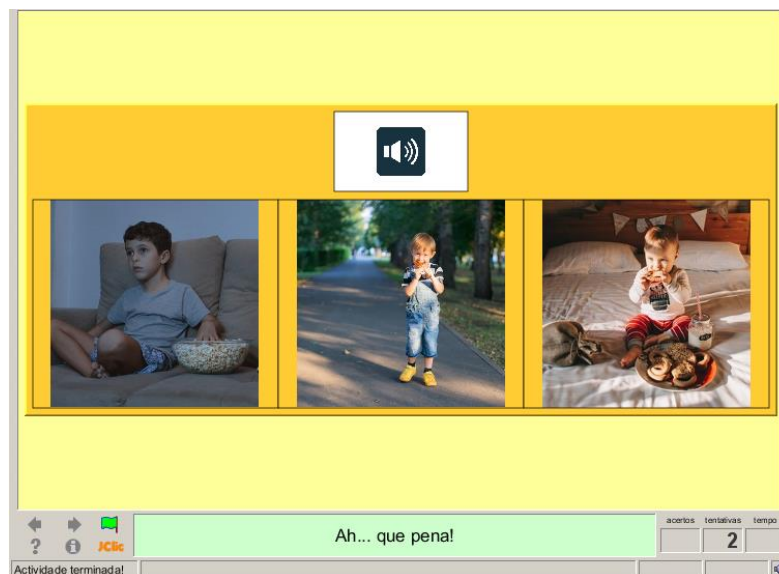 Ah... que pena!
acertos tentativas tempo
2
? i JClic
Actividade terminada!